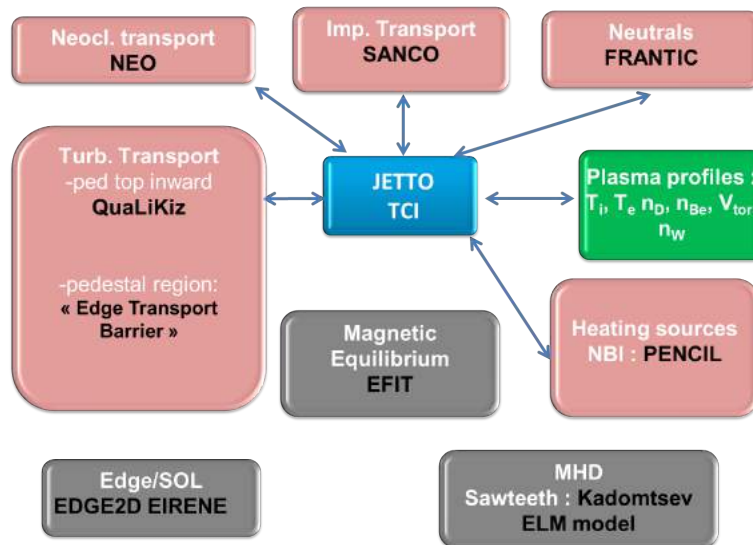 Neocl. transport
NEO
Imp. Transport
SANCO
Neutrals
FRANTIC
Turb. Transport
-ped top inward
QuaLiKiz
-pedestal region:
« Edge Transport
Barrier »
JETTO
TCI
Plasma profiles :
Ti, Te nD, nBe, Vtor
nW
Magnetic
Equilibrium
EFIT
Heating sources
NBI : PENCIL
Edge/SOL
EDGE2D EIRENE
MHD
Sawteeth : Kadomtsev
ELM model